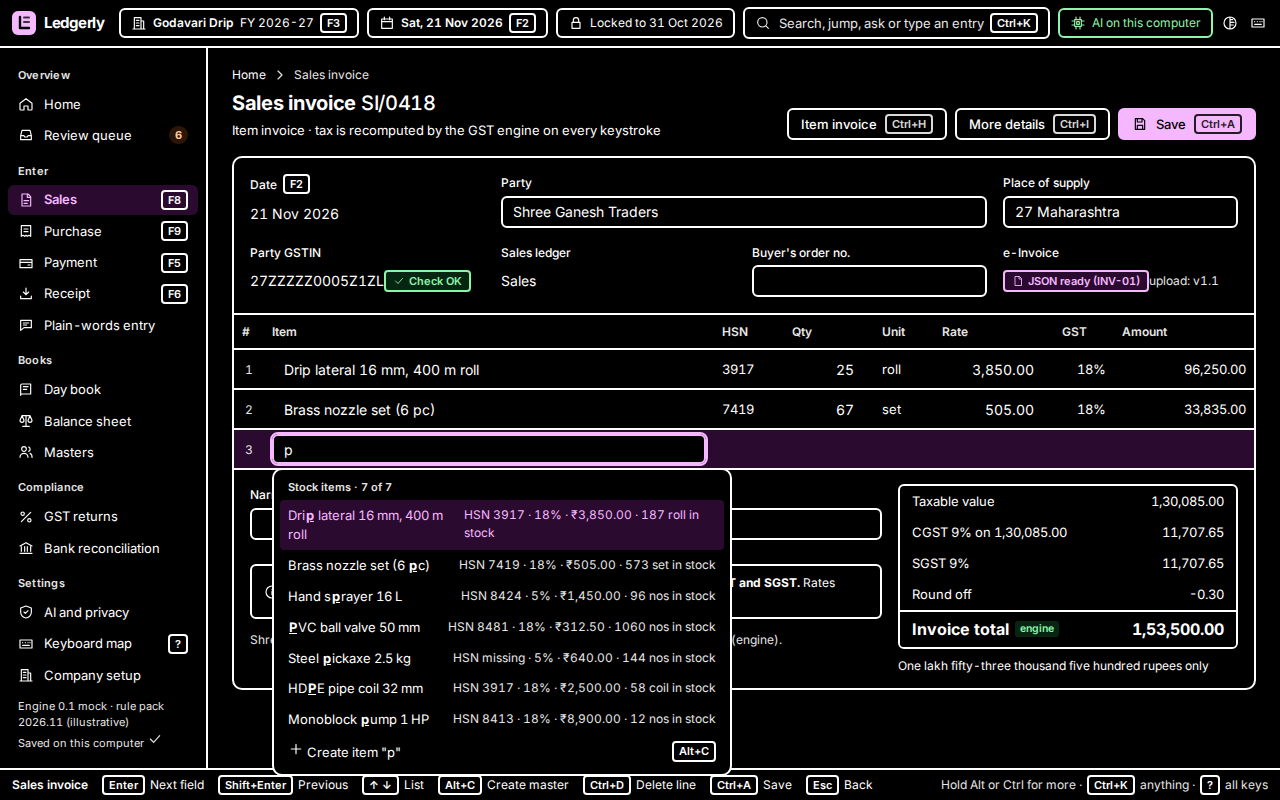 Ledgerly
Godavari Drip FY 2026-27 F3
Sat, 21 Nov 2026 F2
Locked to 31 Oct 2026
Search, jump, ask or type an entry Ctrl+K
AI on this computer
Overview
Home
Review queue 6
Enter
Sales F8
Purchase F9
Payment F5
Receipt F6
Plain-words entry
Books
Day book
Balance sheet
Masters
Compliance
GST returns
Bank reconciliation
Settings
AI and privacy
Keyboard map ?
Company setup
Engine 0.1 mock · rule pack
2026.11 (illustrative)
Saved on this computer
Home Sales invoice
Sales invoice SI/0418
Item invoice · tax is recomputed by the GST engine on every keystroke
Item invoice Ctrl+H
More details Ctrl+I
Save Ctrl+A
Date F2
21 Nov 2026
Party
Shree Ganesh Traders
Place of supply
27 Maharashtra
Party GSTIN
27ZZZZZ0005Z1ZL Check OK
Sales ledger
Sales
Buyer's order no.
e-Invoice
JSON ready (INV-01) upload: v1.1
# Item HSN Qty Unit Rate GST Amount
1 Drip lateral 16 mm, 400 m roll 3917 25 roll 3,850.00 18% 96,250.00
2 Brass nozzle set (6 pc) 7419 67 set 505.00 18% 33,835.00
3 p
Stock items · 7 of 7
Drip lateral 16 mm, 400 m roll HSN 3917 · 18% · ₹3,850.00 · 187 roll in stock
Brass nozzle set (6 pc) HSN 7419 · 18% · ₹505.00 · 573 set in stock
Hand sprayer 16 L HSN 8424 · 5% · ₹1,450.00 · 96 nos in stock
PVC ball valve 50 mm HSN 8481 · 18% · ₹312.50 · 1060 nos in stock
Steel pickaxe 2.5 kg HSN missing · 5% · ₹640.00 · 144 nos in stock
HDPE pipe coil 32 mm HSN 3917 · 18% · ₹2,500.00 · 58 coil in stock
Monoblock pump 1 HP HSN 8413 · 18% · ₹8,900.00 · 12 nos in stock
Create item "p" Alt+C
T and SGST. Rates
(engine).
Taxable value 1,30,085.00
CGST 9% on 1,30,085.00 11,707.65
SGST 9% 11,707.65
Round off -0.30
Invoice total engine 1,53,500.00
One lakh fifty-three thousand five hundred rupees only
Sales invoice Enter Next field Shift+Enter Previous ↑ ↓ List Alt+C Create master Ctrl+D Delete line Ctrl+A Save Esc Back
Hold Alt or Ctrl for more · Ctrl+K anything · ? all keys